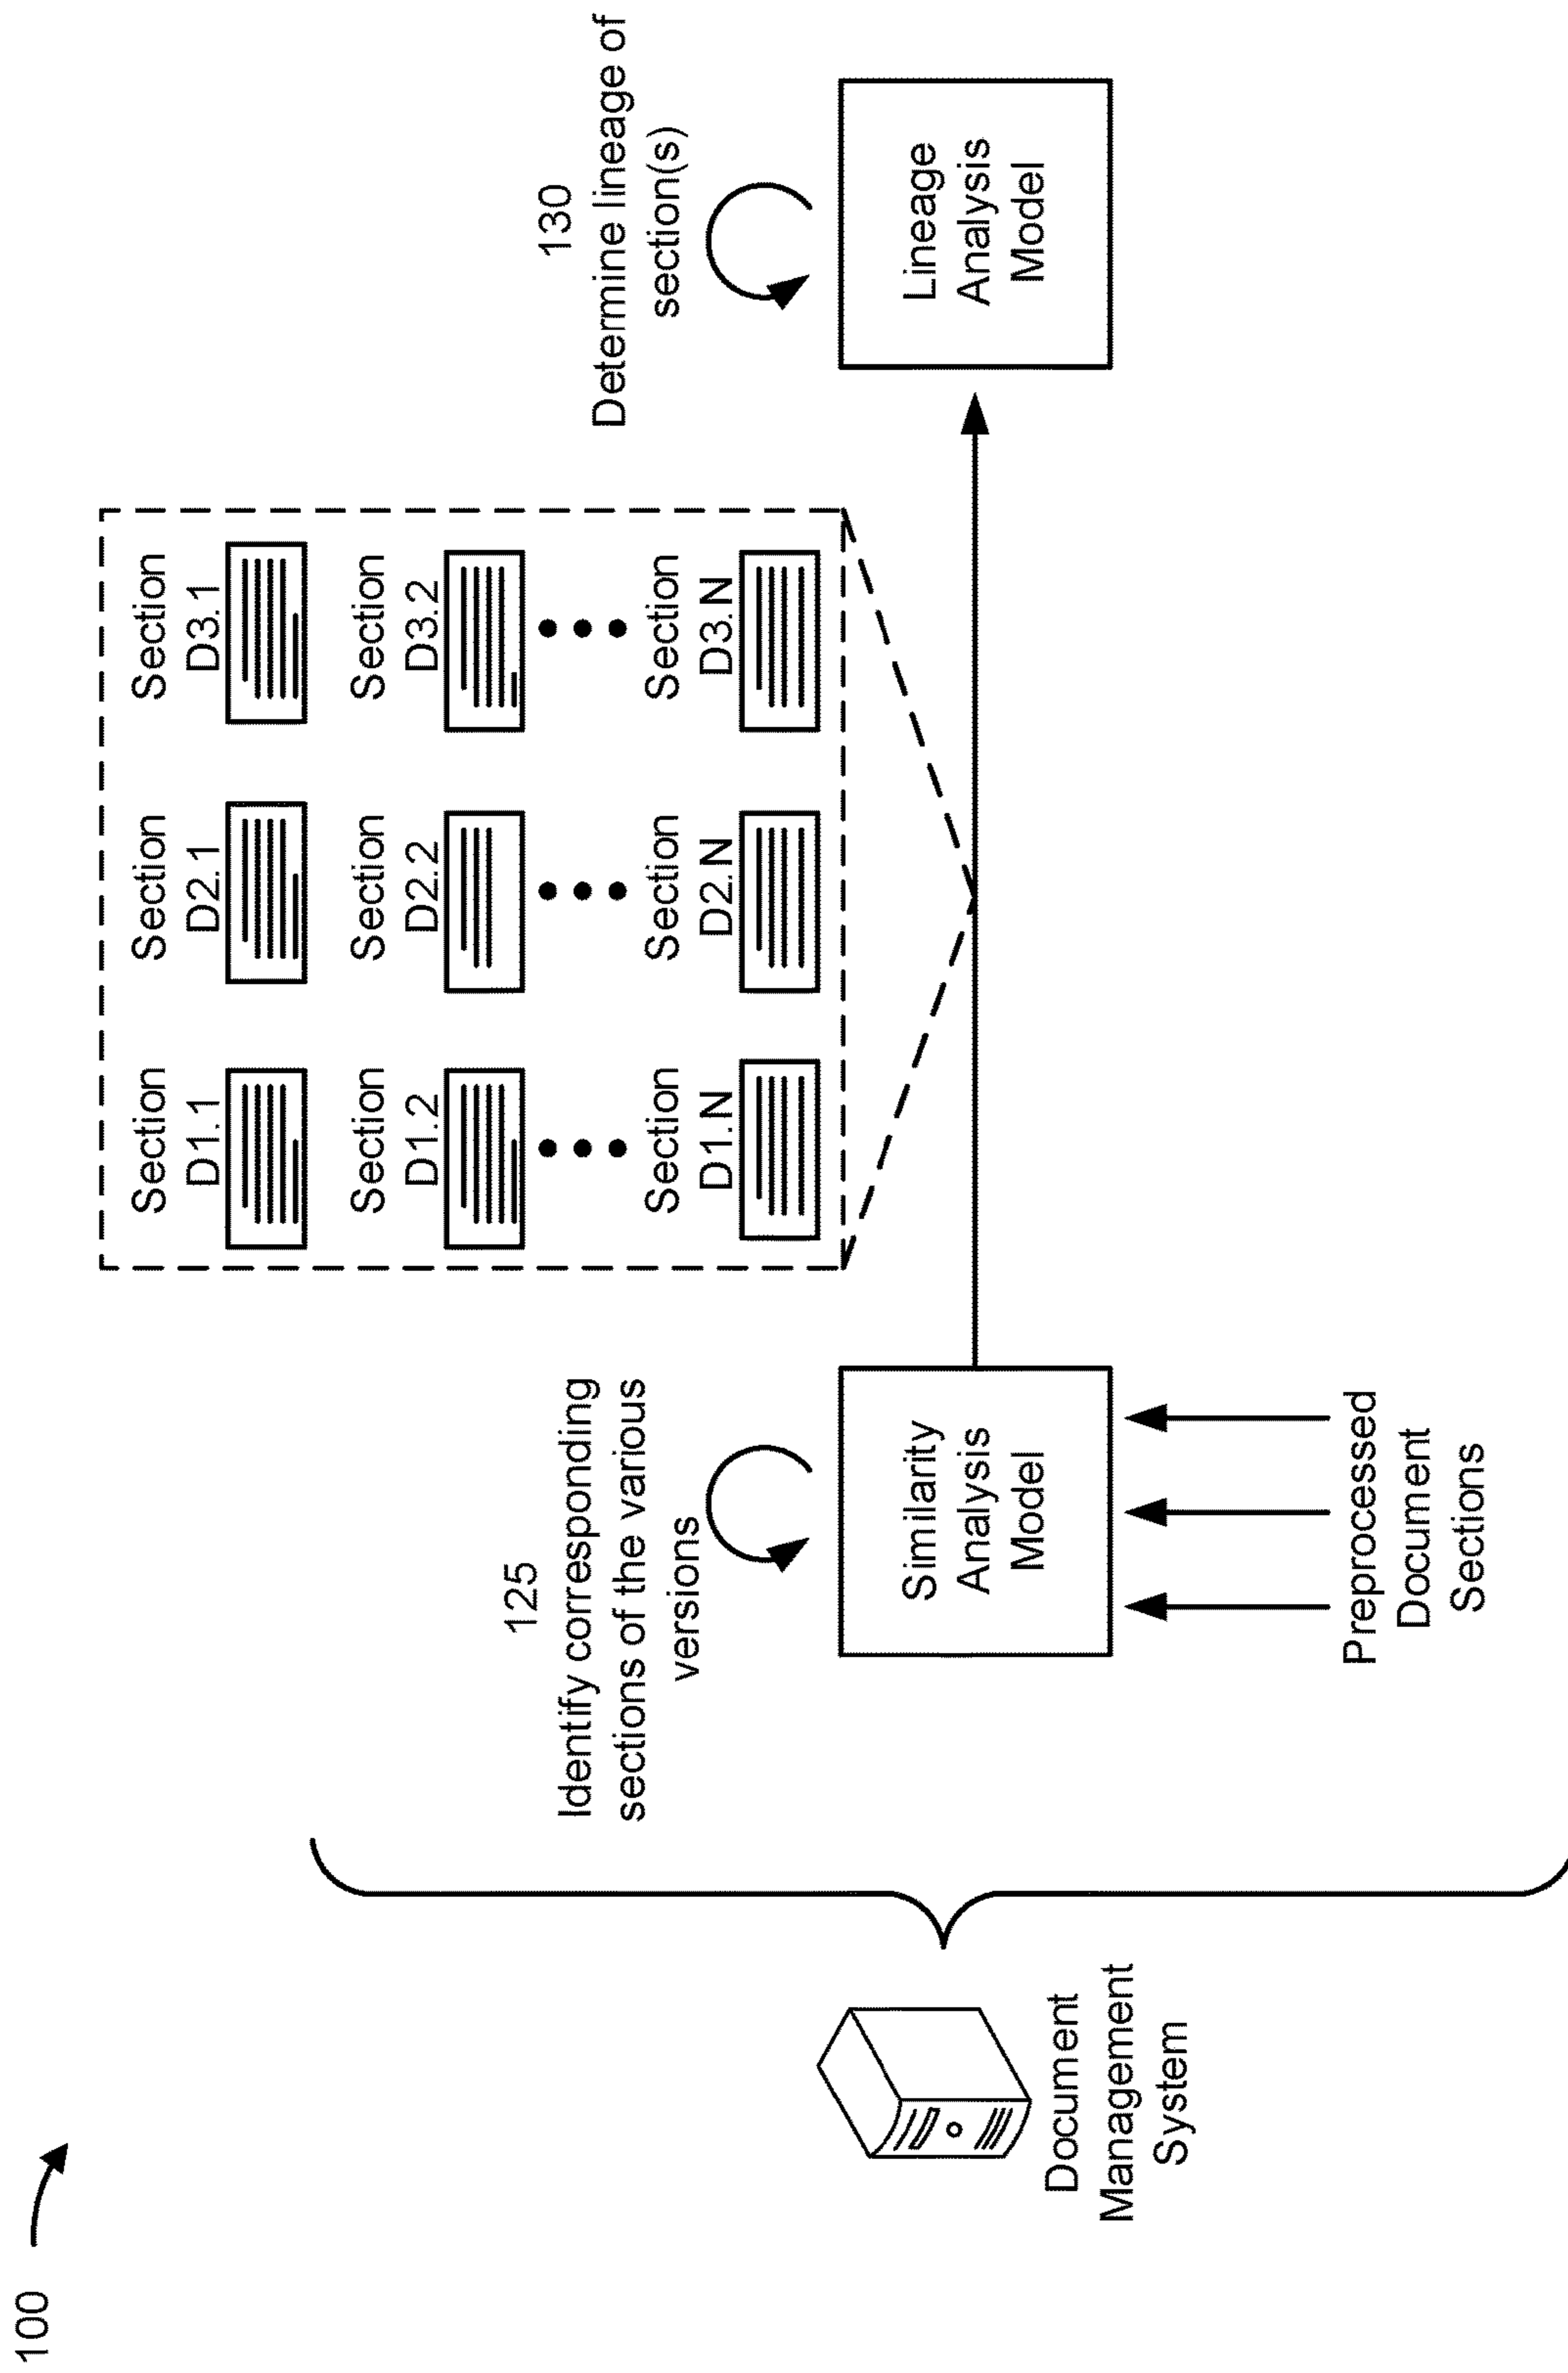 100
Document
Management
System
125
Identify corresponding
sections of the various
versions
Similarity
Analysis
Model
Preprocessed
Document
Sections
Section
D1.1
Section
D2.1
Section
D3.1
Section
D1.2
Section
D2.2
Section
D3.2
Section
D1.N
Section
D2.N
Section
D3.N
130
Determine lineage of
section(s)
Lineage
Analysis
Model